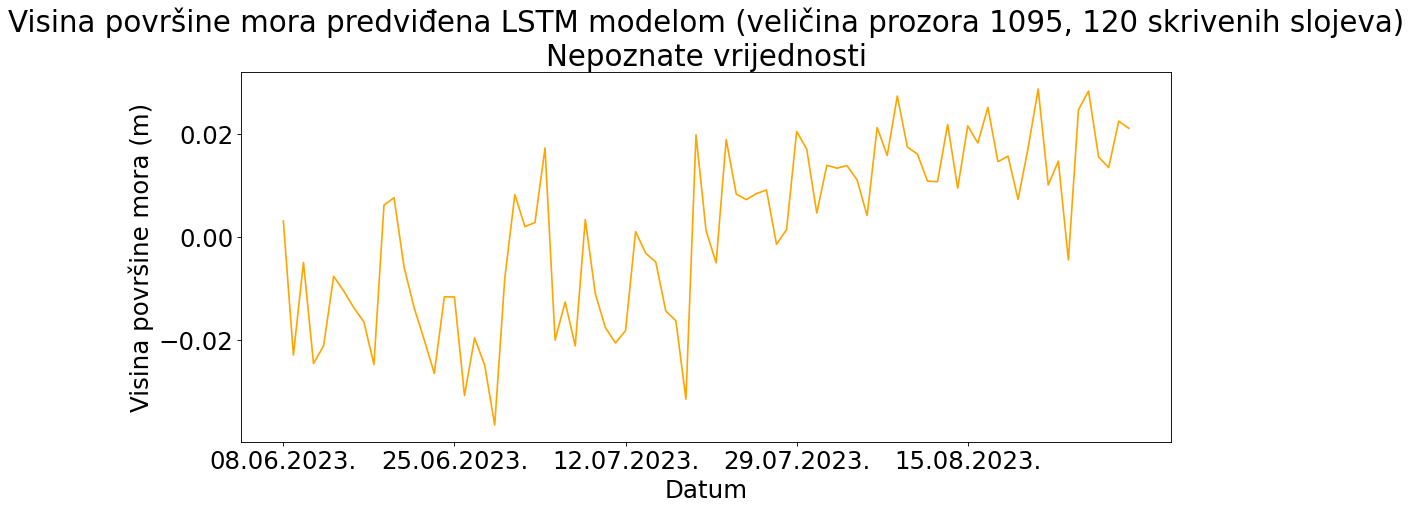 Visina površine mora predviđena LSTM modelom (veličina prozora 1095, 120 skrivenih slojeva)
Nepoznate vrijednosti
Visina površine mora (m)
0.02
0.00
−0.02
08.06.2023.
25.06.2023.
12.07.2023.
29.07.2023.
15.08.2023.
Datum